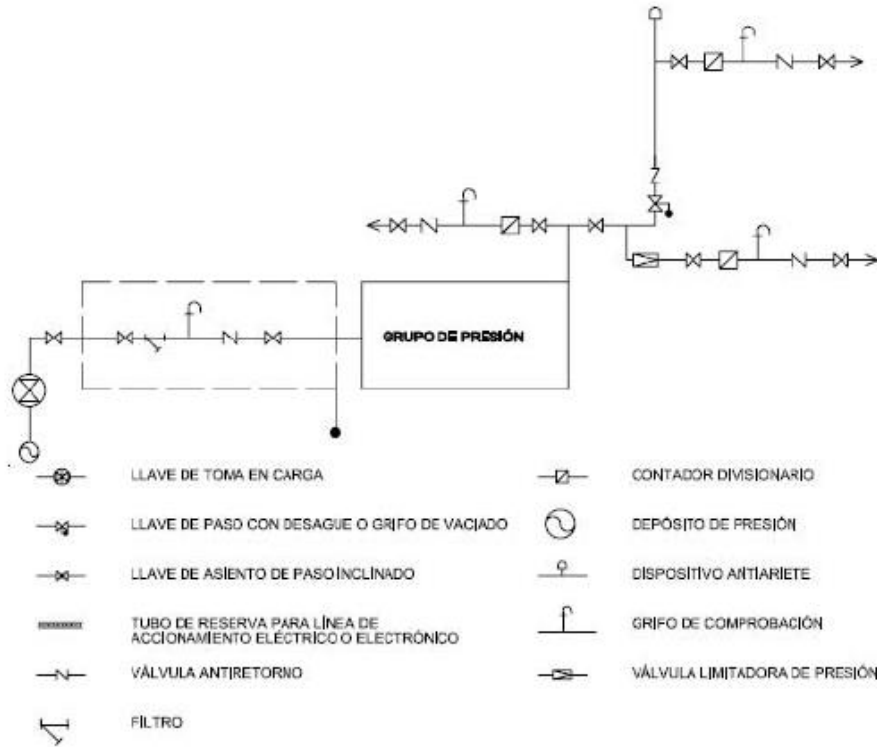 GRUPO DE PRESIÓN
LLAVE DE TOMA EN CARGA
LLAVE DE PASO CON DESAGUE O GRIFO DE VACIADO
LLAVE DE ASIENTO DE PASO INCLINADO
TUBO DE RESERVA PARA LÍNEA DE
ACCIONAMIENTO ELÉCTRICO O ELECTRÓNICO
VÁLVULA ANTIRETORNO
FILTRO
CONTADOR DIVISIONARIO
DEPÓSITO DE PRESIÓN
DISPOSITIVO ANTIARIETE
GRIFO DE COMPROBACIÓN
VÁLVULA LIMITADORA DE PRESIÓN